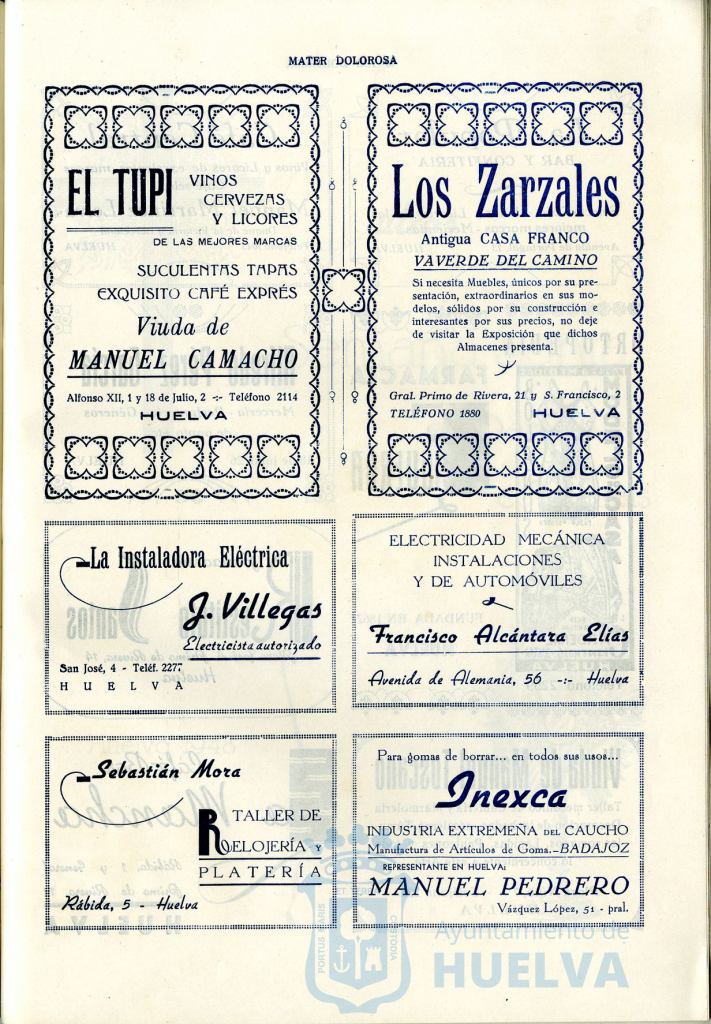 MATER DOLOROSA
EL TUPI
VINOS
CERVEZAS
Y LICORES
DE LAS MEJORES MARCAS
SUCULENTAS TAPAS
EXQUISITO CAFÉ EXPRÉS
Viuda de
MANUEL CAMACHO
Alfonso XII, 1 y 18 de Julio, 2 -:- Teléfono 2114
HUELVA
Los Zarzales
Antigua CASA FRANCO
VAVERDE DEL CAMINO
Si necesita Muebles, únicos por su pre-
sentación, extraordinarios en sus mo-
delos, sólidos por su construcción e
interesantes por sus precios, no deje
de visitar la Exposición que dichos
Almacenes presenta.
Gral. Primo de Rivera, 21 y S. Francisco, 2
TELÉFONO 1880 HUELVA
La Instaladora Eléctrica
J. Villegas
Electricista autorizado
San José, 4 - Teléf. 2277
HUELVA
ELECTRICIDAD MECÁNICA
INSTALACIONES
Y DE AUTOMÓVILES
Francisco Alcántara Elías
Avenida de Alemania, 56 -:- Huelva
Sebastián Mora
TALLER DE
RELOJERÍA Y
PLATERÍA
Rábida, 5 - Huelva
Para gomas de borrar... en todos sus usos...
Inexca
INDUSTRIA EXTREMEÑA DEL CAUCHO
Manufactura de Artículos de Goma.-BADAJOZ
REPRESENTANTE EN HUELVA:
MANUEL PEDRERO
Vázquez López, 51 - pral.
PORTUS MARIS
ET
CUSTODIA
Ayuntamiento de
HUELVA